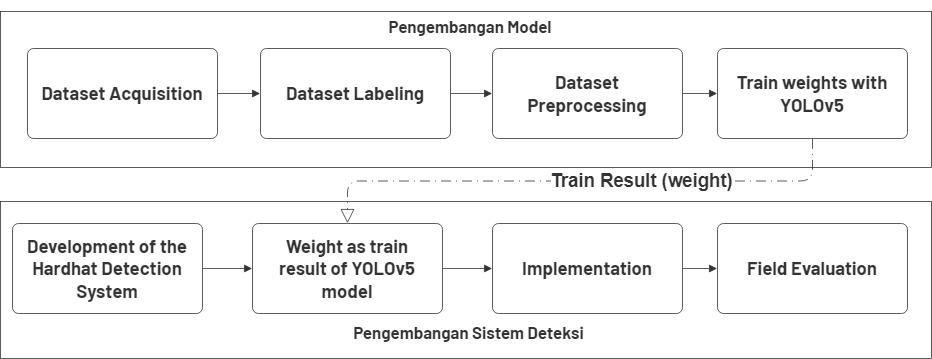 Pengembangan Model
Dataset Acquisition
Dataset Labeling
Dataset
Preprocessing
Train weights with
YOLOv5
Train Result (weight)
Development of the
Hardhat Detection
System
Weight as train
result of YOLOv5
model
Implementation
Field Evaluation
Pengembangan Sistem Deteksi